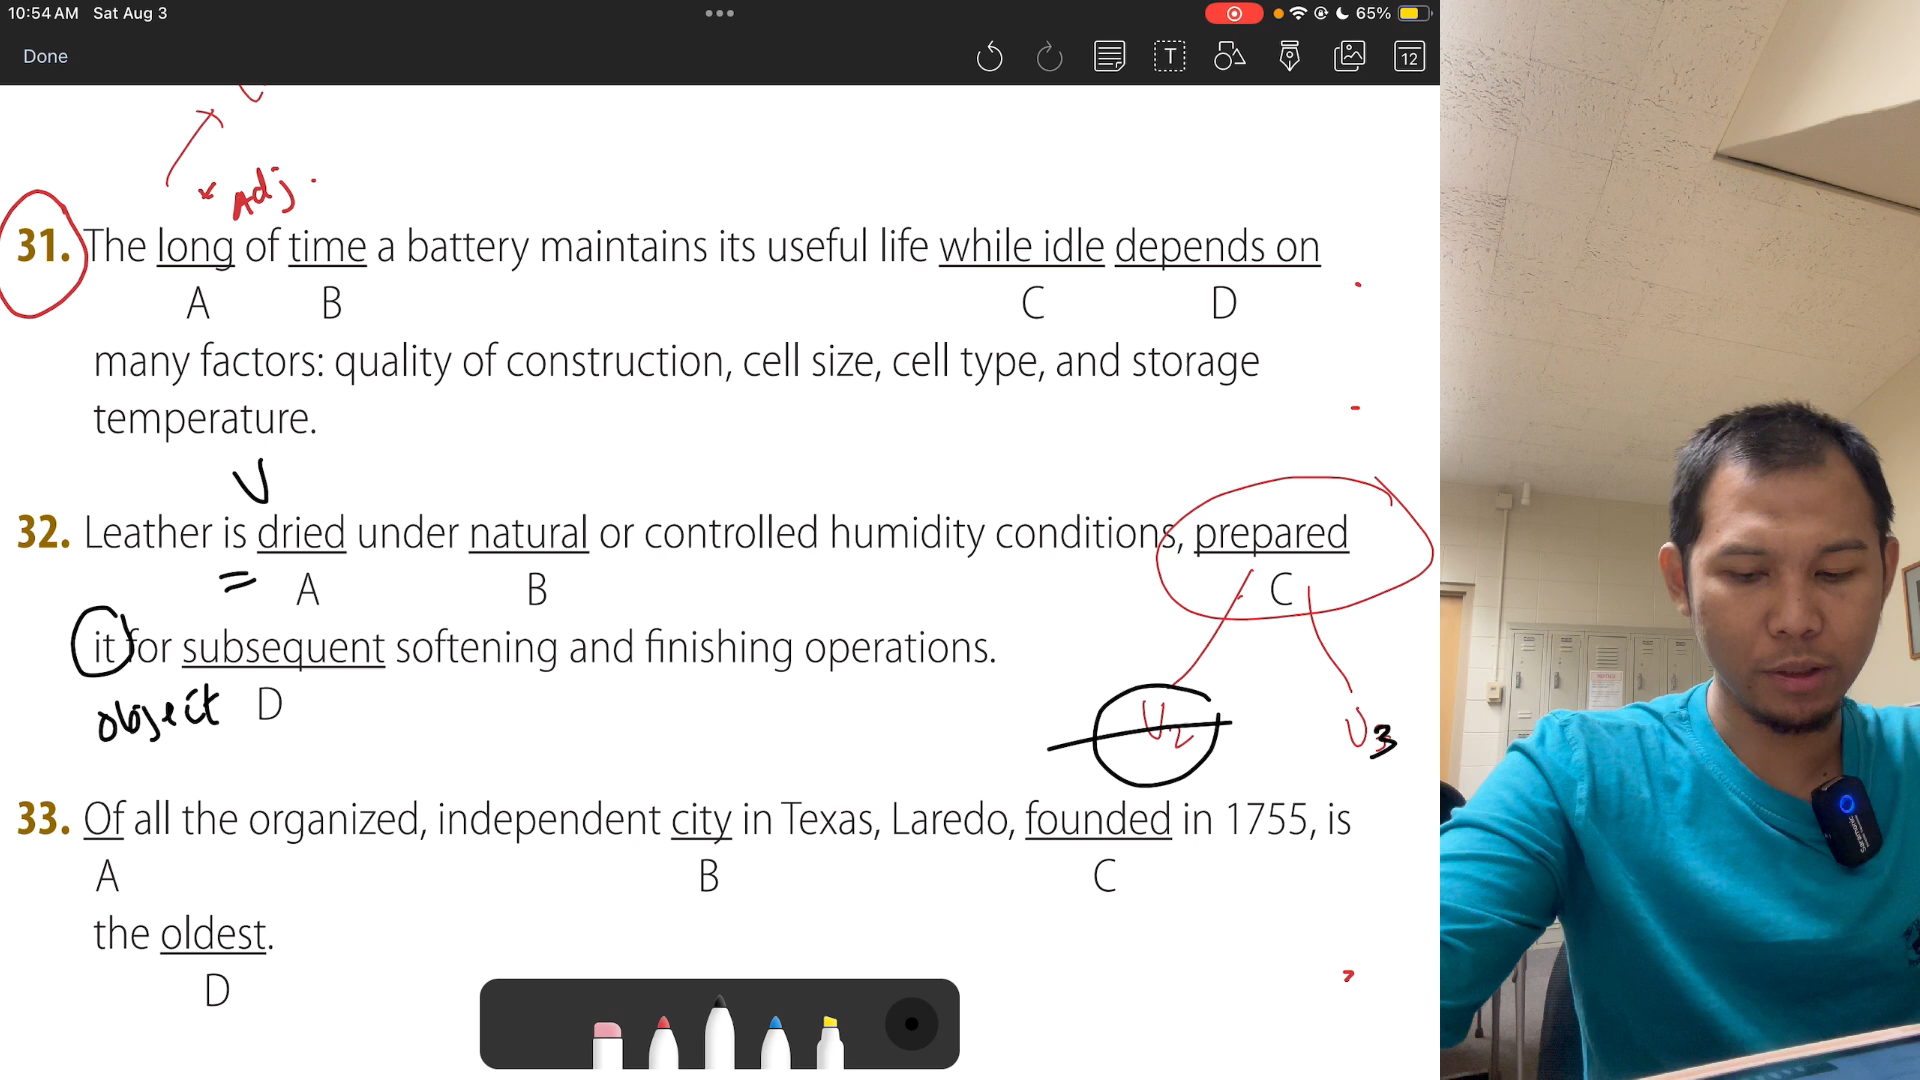 10:54 AM Sat Aug 3
65%
Done
T
12
Adj.
31. The long of time a battery maintains its useful life while idle depends on
A B C D
many factors: quality of construction, cell size, cell type, and storage
temperature.
V
32. Leather is dried under natural or controlled humidity conditions, prepared
A B C
it for subsequent softening and finishing operations.
object D
V2 V3
33. Of all the organized, independent city in Texas, Laredo, founded in 1755, is
A B C
the oldest.
D